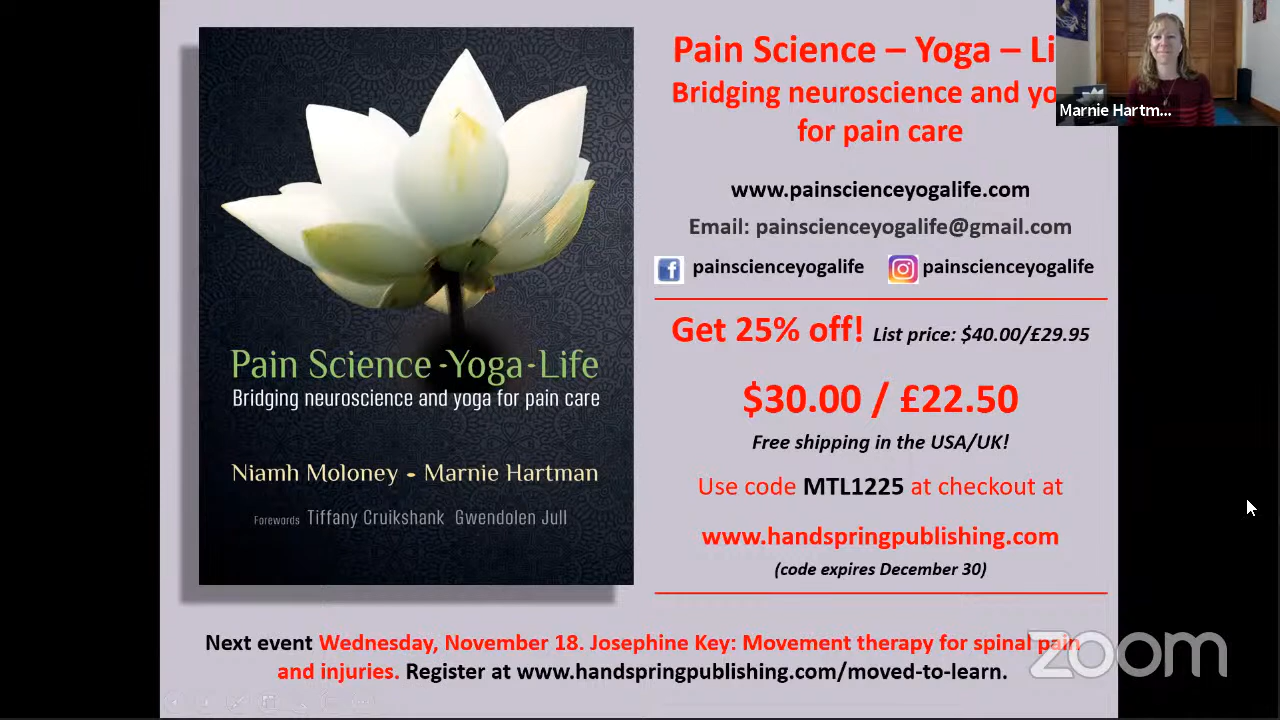 Pain Science – Yoga – Li
Bridging neuroscience and yo
for pain care
Marnie Hartm...
www.painscienceyogalife.com
Email: painscienceyogalife@gmail.com
painscienceyogalife painscienceyogalife
Get 25% off! List price: $40.00/£29.95
$30.00 / £22.50
Free shipping in the USA/UK!
Use code MTL1225 at checkout at
www.handspringpublishing.com
(code expires December 30)
Pain Science - Yoga - Life
Bridging neuroscience and yoga for pain care
Niamh Moloney - Marnie Hartman
Forewords Tiffany Cruikshank Gwendolen Jull
Next event Wednesday, November 18. Josephine Key: Movement therapy for spinal pain
and injuries. Register at www.handspringpublishing.com/moved-to-learn.
zoom